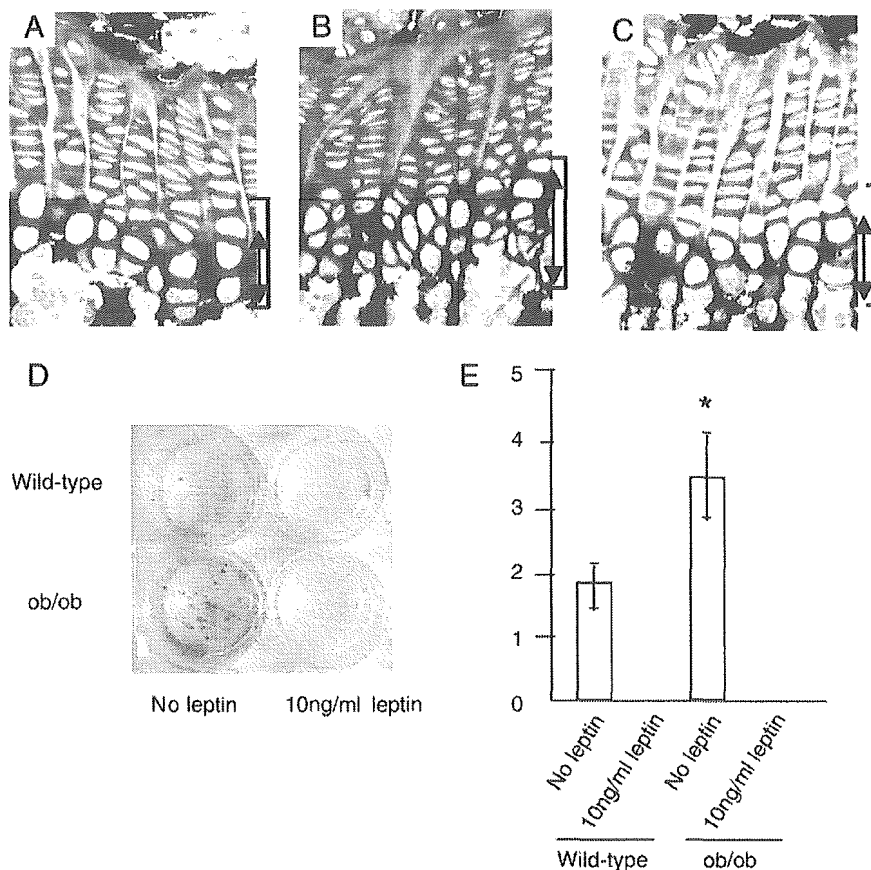 A
B
C
D
E
Wild-type
ob/ob
No leptin
10ng/ml leptin
5
4
3
2
1
0
*
No leptin
10ng/ml leptin
No leptin
10ng/ml leptin
Wild-type
ob/ob